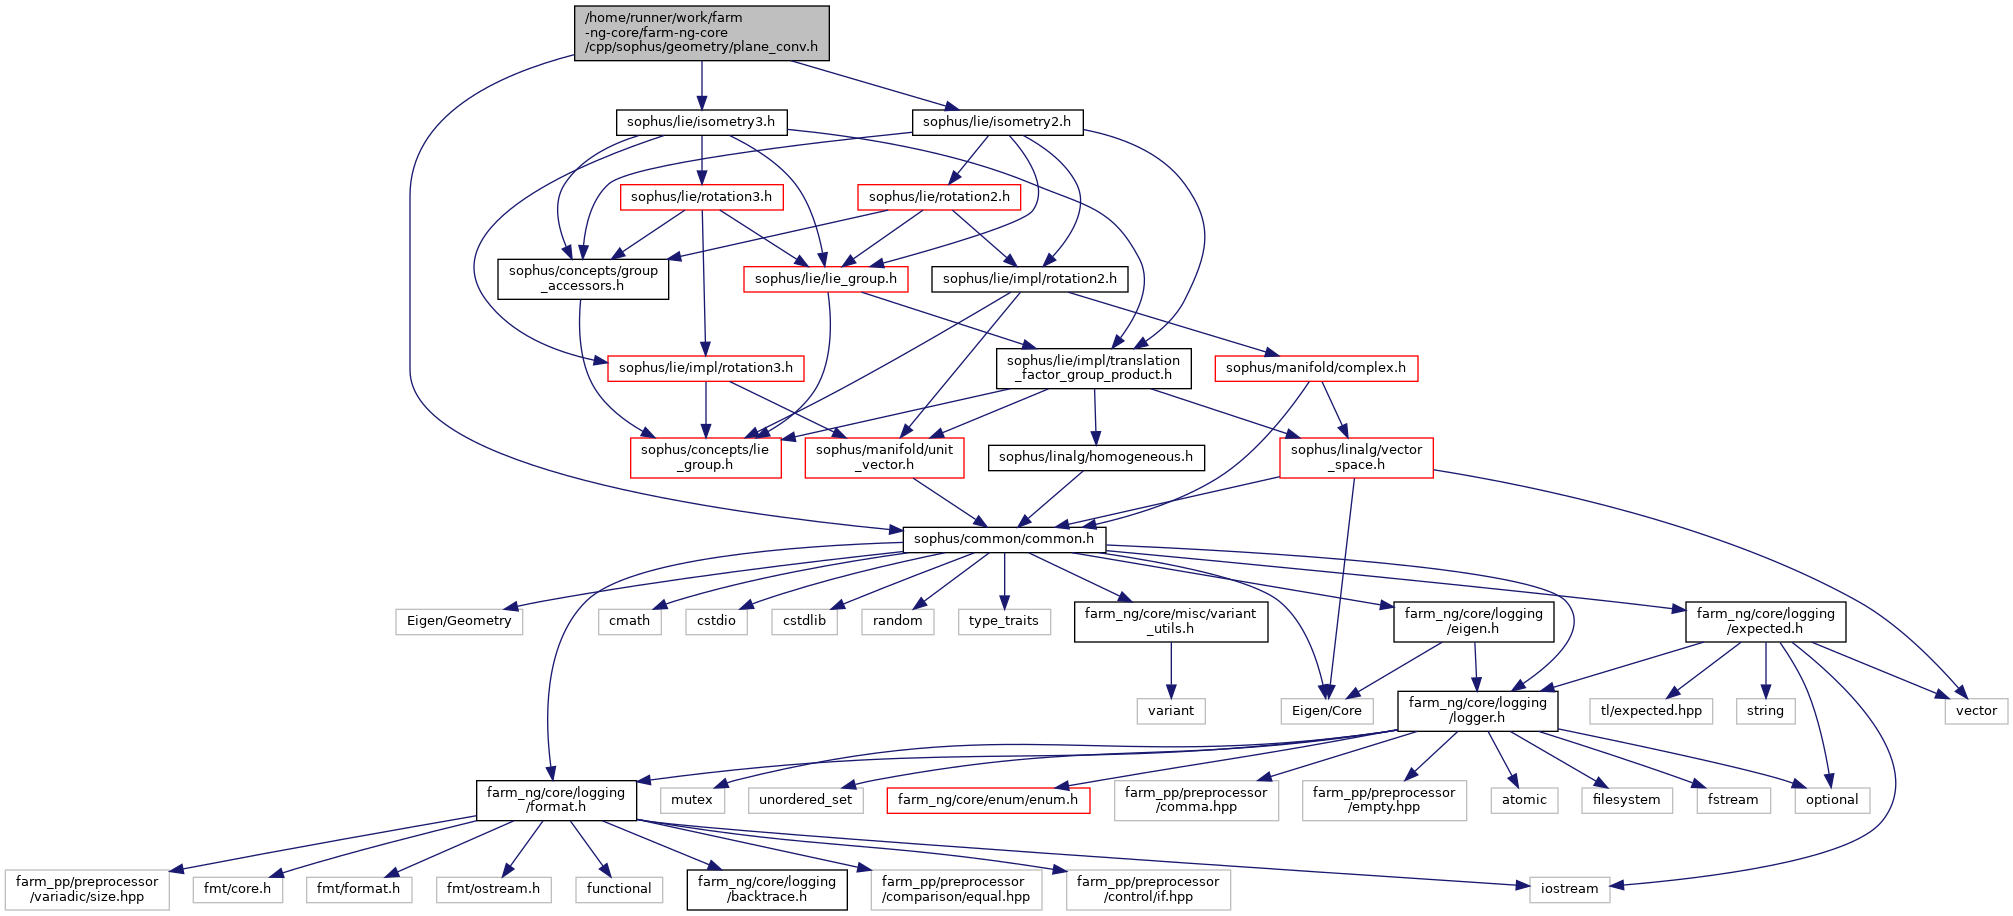 /home/runner/work/farm
-ng-core/farm-ng-core
/cpp/sophus/geometry/plane_conv.h
sophus/lie/isometry3.h
sophus/lie/isometry2.h
sophus/lie/rotation3.h
sophus/lie/rotation2.h
sophus/concepts/group
_accessors.h
sophus/lie/lie_group.h
sophus/lie/impl/rotation2.h
sophus/lie/impl/rotation3.h
sophus/lie/impl/translation
_factor_group_product.h
sophus/manifold/complex.h
sophus/concepts/lie
_group.h
sophus/manifold/unit
_vector.h
sophus/linalg/homogeneous.h
sophus/linalg/vector
_space.h
sophus/common/common.h
Eigen/Geometry
cmath
cstdio
cstdlib
random
type_traits
farm_ng/core/misc/variant
_utils.h
farm_ng/core/logging
/eigen.h
farm_ng/core/logging
/expected.h
variant
Eigen/Core
farm_ng/core/logging
/logger.h
tl/expected.hpp
string
vector
farm_ng/core/logging
/format.h
mutex
unordered_set
farm_ng/core/enum/enum.h
farm_pp/preprocessor
/comma.hpp
farm_pp/preprocessor
/empty.hpp
atomic
filesystem
fstream
optional
farm_pp/preprocessor
/variadic/size.hpp
fmt/core.h
fmt/format.h
fmt/ostream.h
functional
farm_ng/core/logging
/backtrace.h
farm_pp/preprocessor
/comparison/equal.hpp
farm_pp/preprocessor
/control/if.hpp
iostream